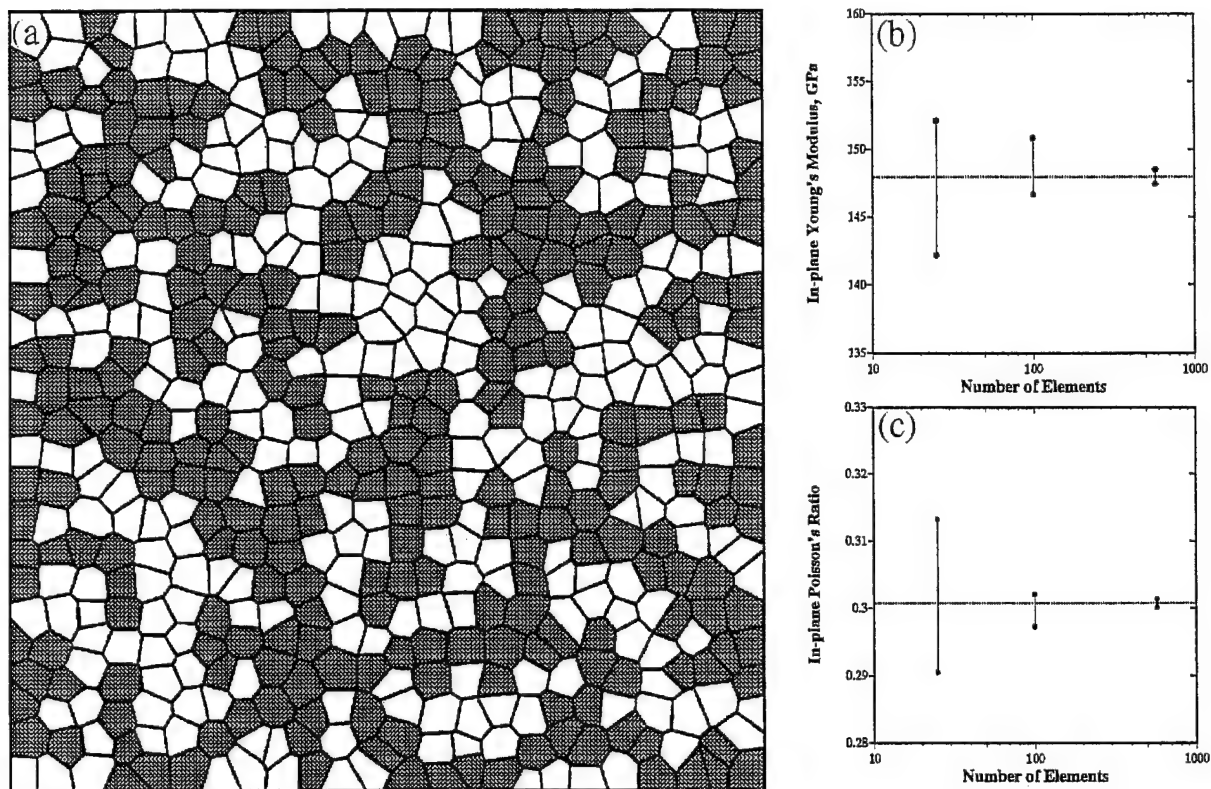 (a)
(b)
In-plane Young's Modulus, GPa
160
155
150
145
140
135
10
100
1000
Number of Elements
(c)
In-plane Poisson's Ratio
0.33
0.32
0.31
0.3
0.29
0.28
10
100
1000
Number of Elements